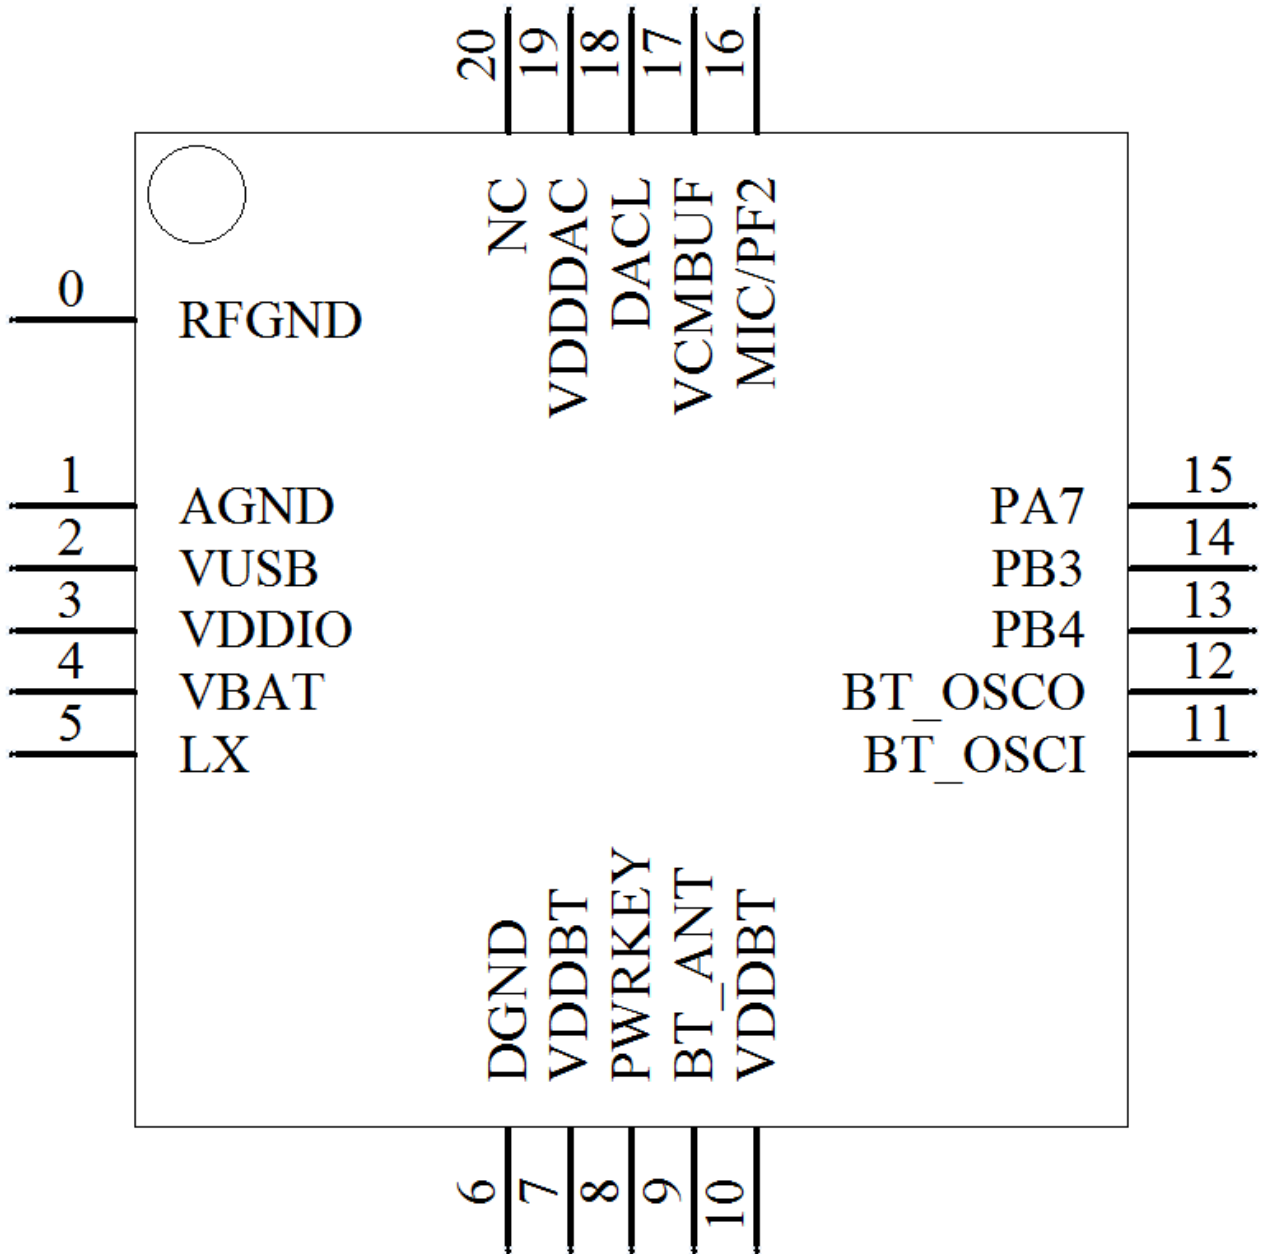 20 19 18 17 16
NC VDDDAC DACL VCMBUF MIC/PF2
0 RFGND
1 AGND
2 VUSB
3 VDDIO
4 VBAT
5 LX
PA7 15
PB3 14
PB4 13
BT_OSCO 12
BT_OSCI 11
DGND VDDBT PWRKEY BT_ANT VDDBT
6 7 8 9 10